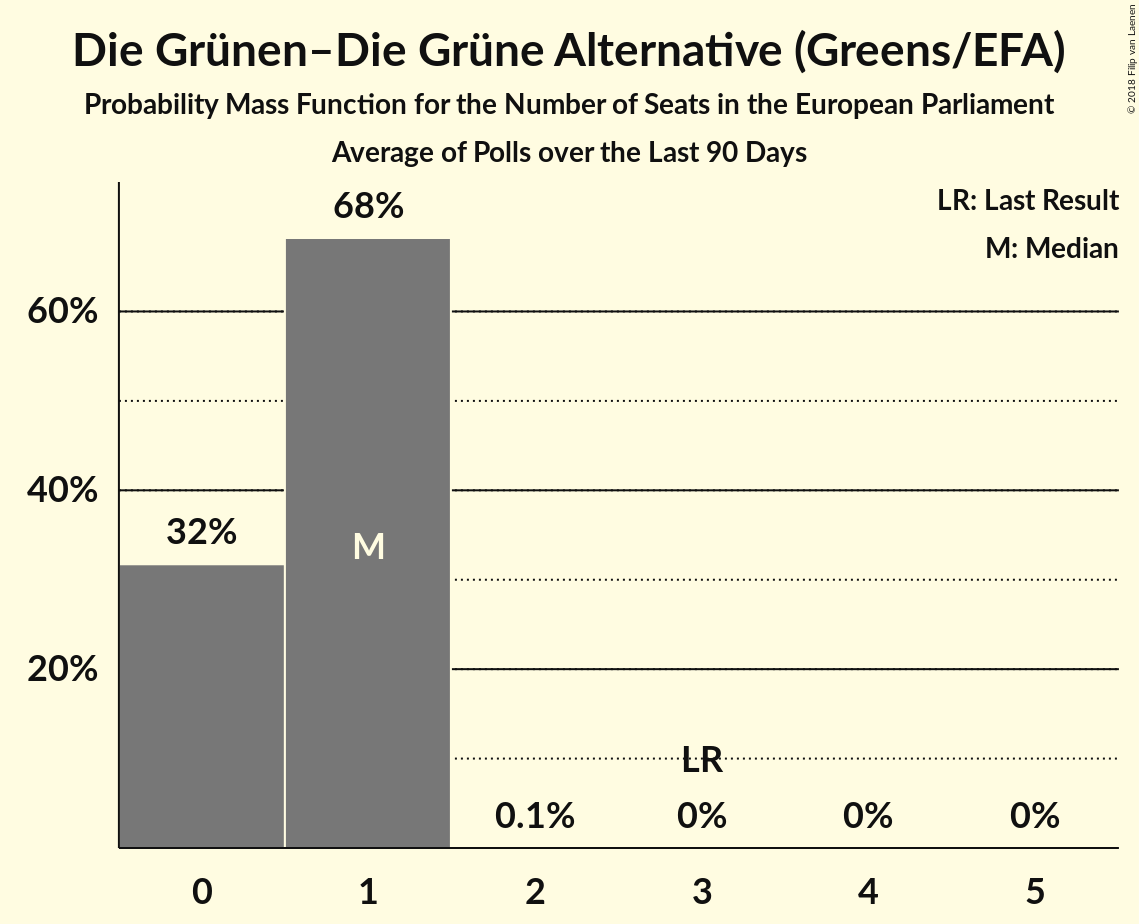 Die Grünen–Die Grüne Alternative (Greens/EFA)
Probability Mass Function for the Number of Seats in the European Parliament
Average of Polls over the Last 90 Days
© 2018 Filip van Laenen
LR: Last Result
M: Median
68%
60%
40%
32%
M
20%
LR
0.1%
0%
0%
0%
0
1
2
3
4
5